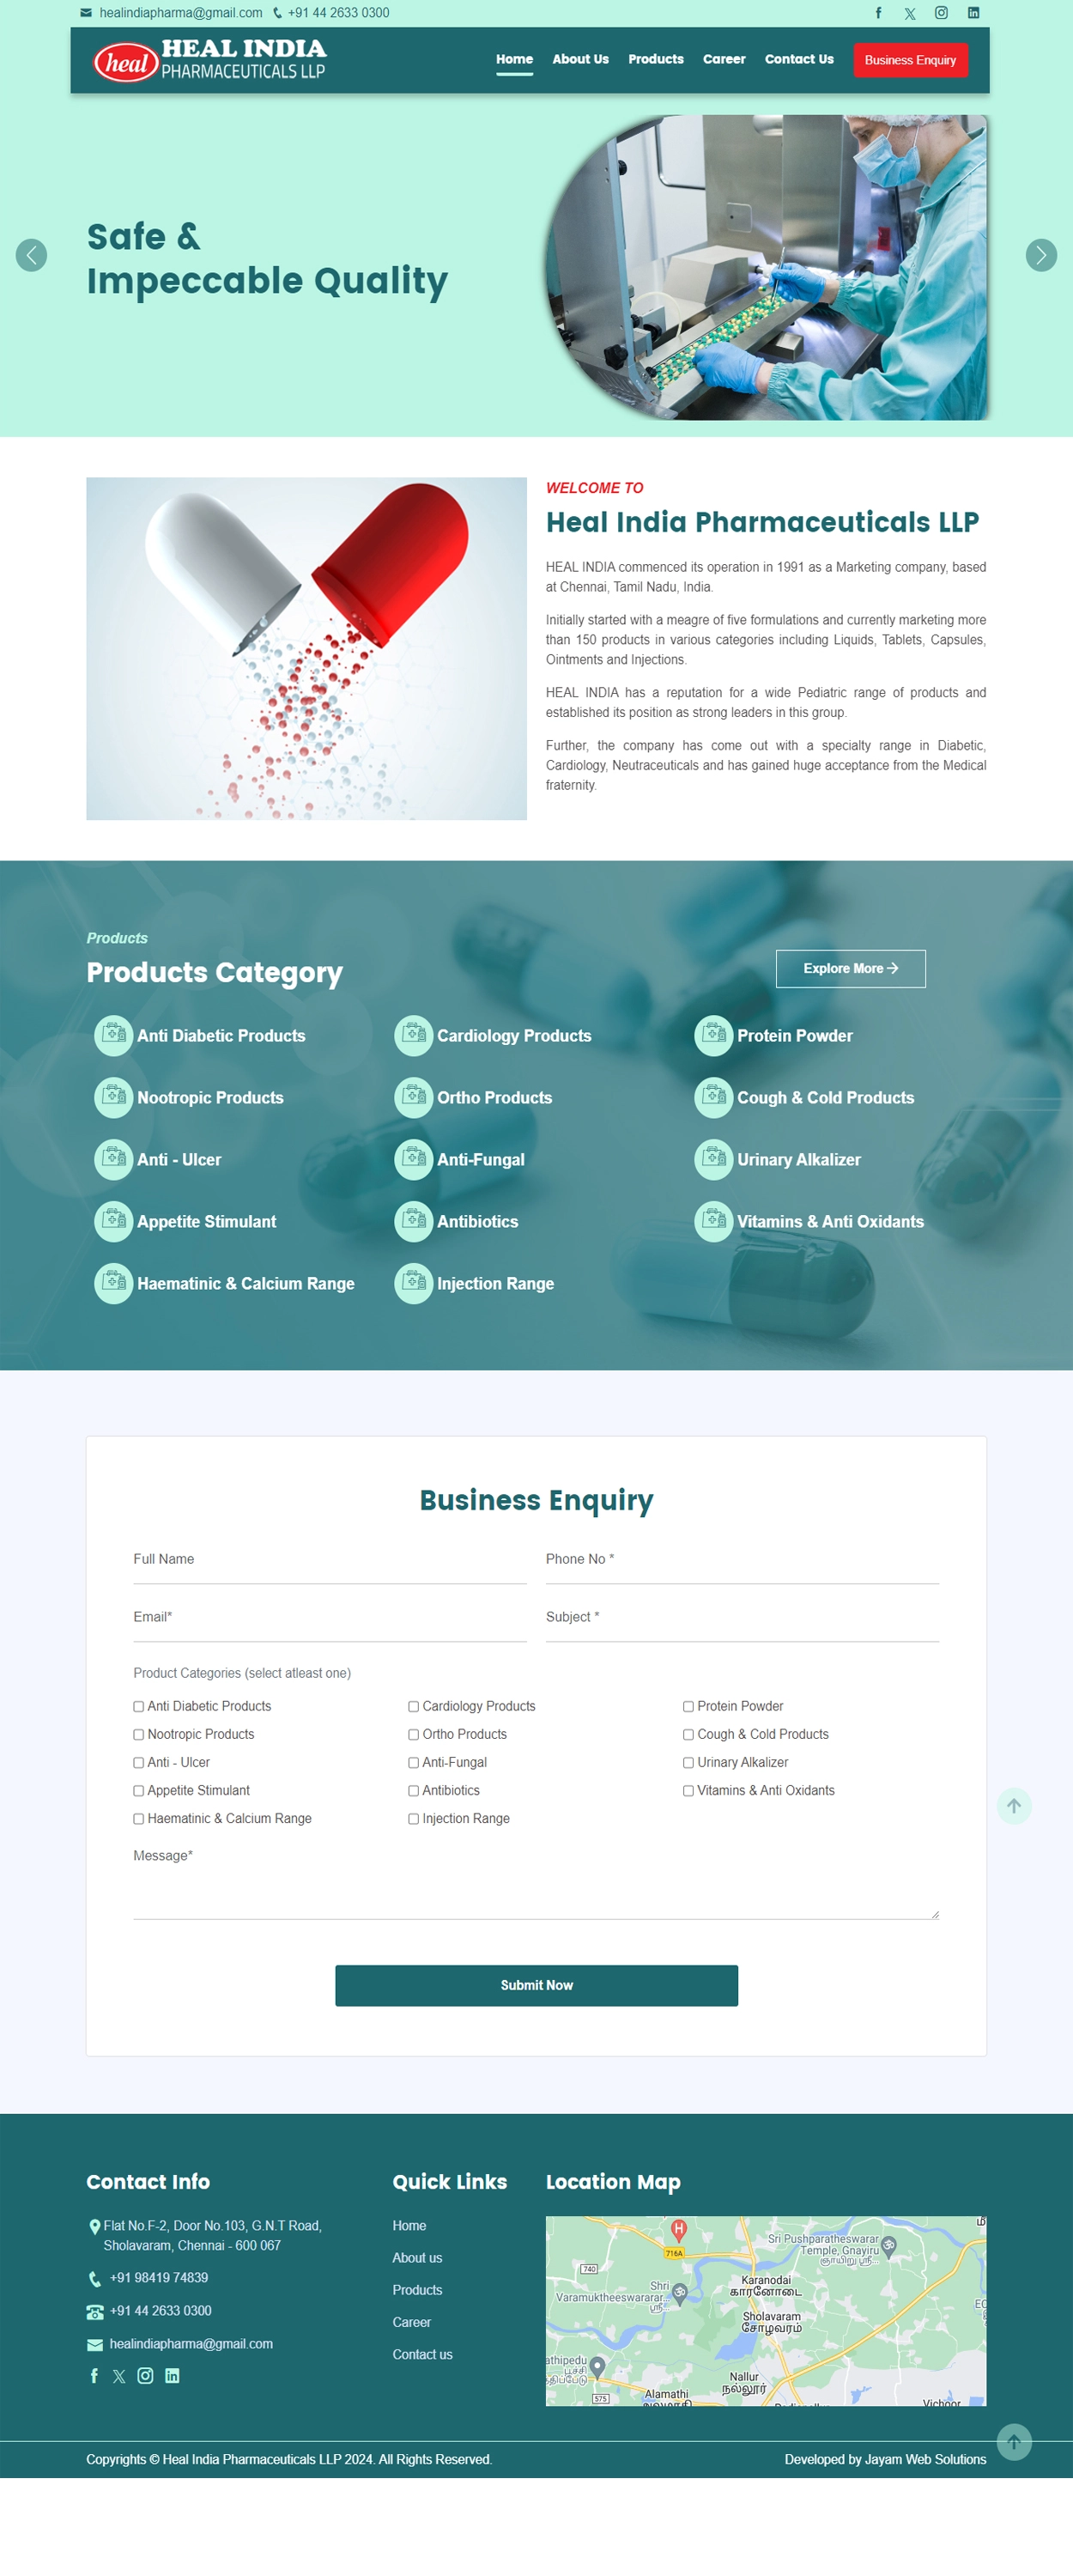 healindiapharma@gmail.com +91 44 2633 0300
heal HEAL INDIA
PHARMACEUTICALS LLP
Home About Us Products Career Contact Us Business Enquiry
Safe &
Impeccable Quality
WELCOME TO
Heal India Pharmaceuticals LLP
HEAL INDIA commenced its operation in 1991 as a Marketing company, based
at Chennai, Tamil Nadu, India.
Initially started with a meagre of five formulations and currently marketing more
than 150 products in various categories including Liquids, Tablets, Capsules,
Ointments and Injections.
HEAL INDIA has a reputation for a wide Pediatric range of products and
established its position as strong leaders in this group.
Further, the company has come out with a specialty range in Diabetic,
Cardiology, Neutraceuticals and has gained huge acceptance from the Medical
fraternity.
Products
Products Category
Explore More
Anti Diabetic Products Cardiology Products Protein Powder
Nootropic Products Ortho Products Cough & Cold Products
Anti - Ulcer Anti-Fungal Urinary Alkalizer
Appetite Stimulant Antibiotics Vitamins & Anti Oxidants
Haematinic & Calcium Range Injection Range
Business Enquiry
Full Name Phone No *
Email* Subject *
Product Categories (select atleast one)
Anti Diabetic Products Cardiology Products Protein Powder
Nootropic Products Ortho Products Cough & Cold Products
Anti - Ulcer Anti-Fungal Urinary Alkalizer
Appetite Stimulant Antibiotics Vitamins & Anti Oxidants
Haematinic & Calcium Range Injection Range
Message*
Submit Now
Contact Info
Flat No.F-2, Door No.103, G.N.T Road,
Sholavaram, Chennai - 600 067
+91 98419 74839
+91 44 2633 0300
healindiapharma@gmail.com
Quick Links
Home
About us
Products
Career
Contact us
Location Map
H
716A
Sri Pushparatheswarar
Temple, Gnayiru
ஞாயிறு ஸ்ரீ...
740
Karanodai
காரனோடை
Shri
Varamuktheeswararar...
ஸ்ரீ...
Sholavaram
சோழவரம்
Nallur
நல்லூர்
575
Alamathi
Vichoor
Copyrights © Heal India Pharmaceuticals LLP 2024. All Rights Reserved. Developed by Jayam Web Solutions